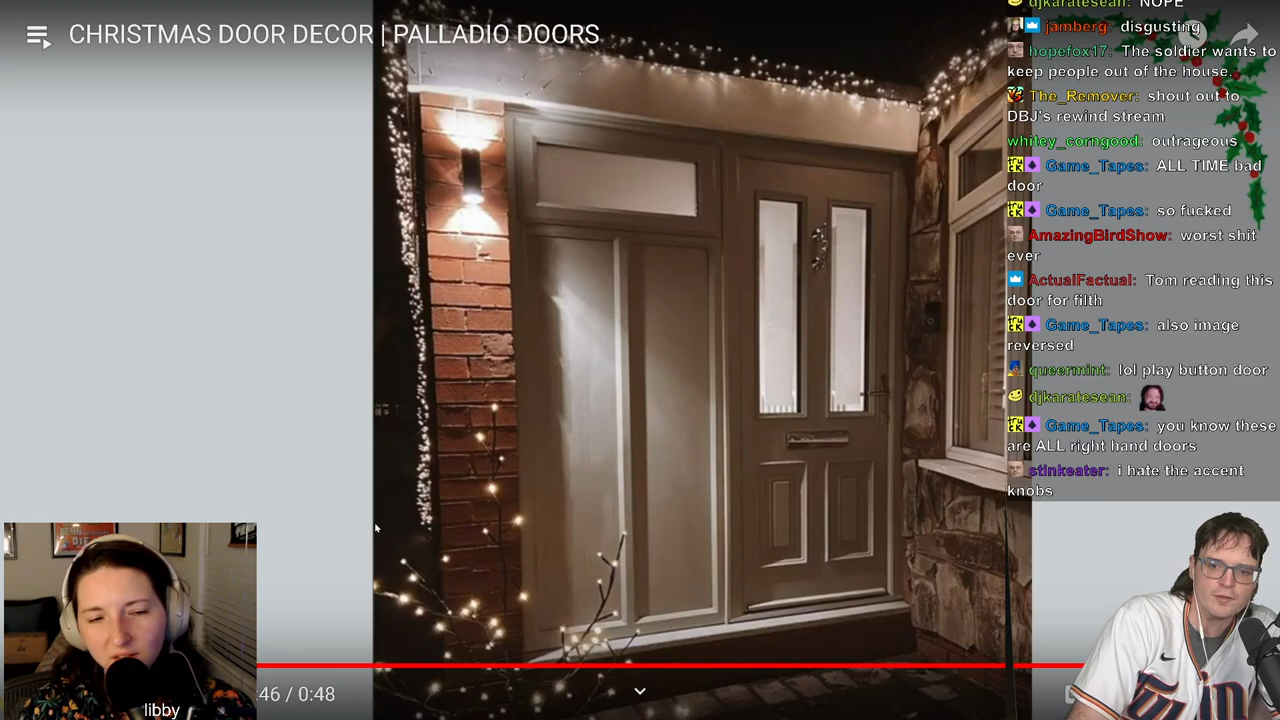 CHRISTMAS DOOR DECOR | PALLADIO DOORS
djkaratesean: NOPE
jamberg: disgusting
hopefox17: The soldier wants to
keep people out of the house.
The_Remover: shout out to
DBJ's rewind stream
whitey_corngood: outrageous
Game_Tapes: ALL TIME bad
door
Game_Tapes: so fucked
AmazingBirdShow: worst shit
ever
ActualFactual: Tom reading this
door for filth
Game_Tapes: also image
reversed
queermint: lol play button door
djkaratesean:
Game_Tapes: you know these
are ALL right hand doors
stinkeater: i hate the accent
knobs
:46 / 0:48
libby